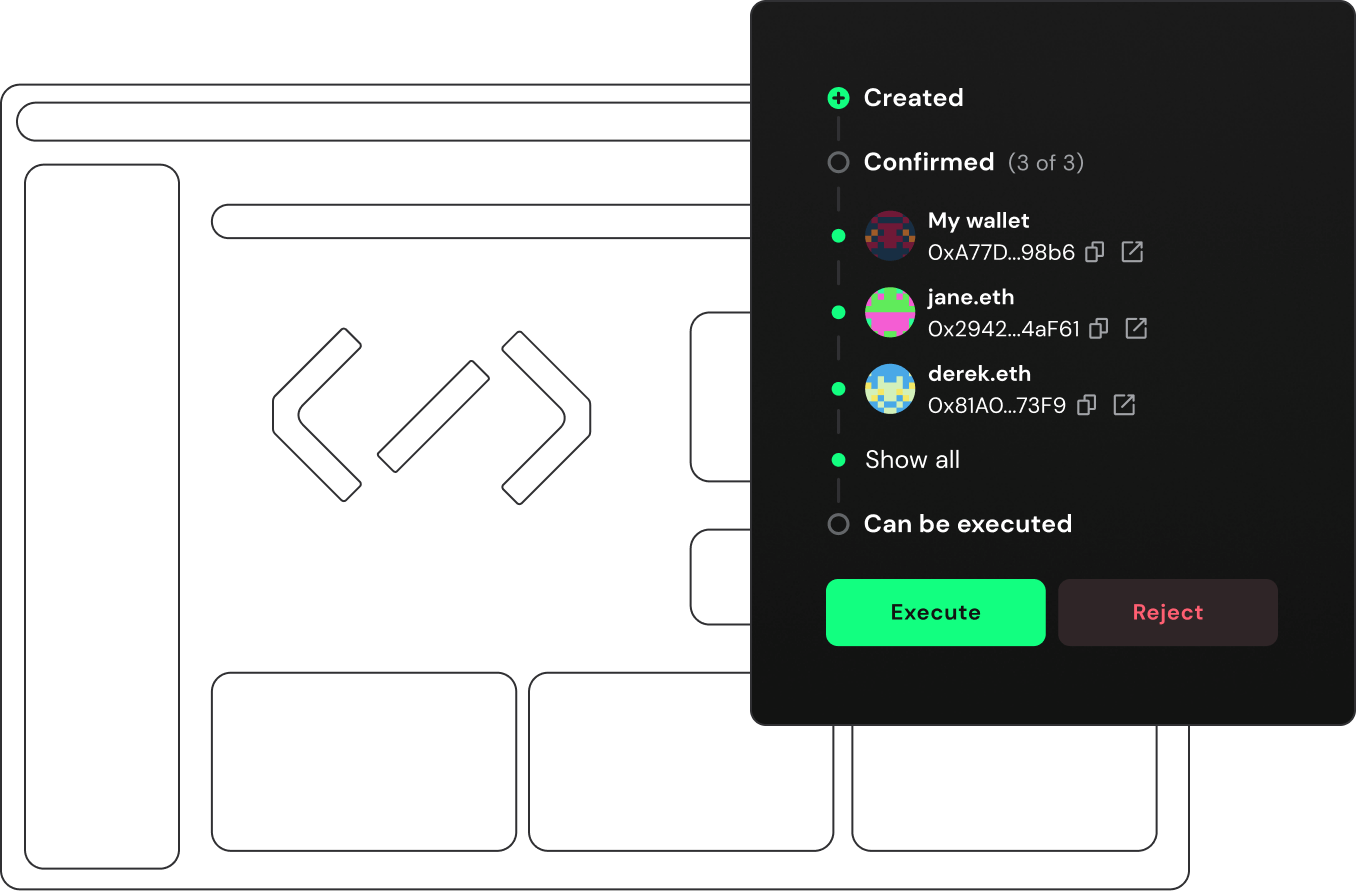 Created
Confirmed (3 of 3)
My wallet
0xA77D...98b6
jane.eth
0x2942...4aF61
derek.eth
0x81A0...73F9
Show all
Can be executed
Execute
Reject